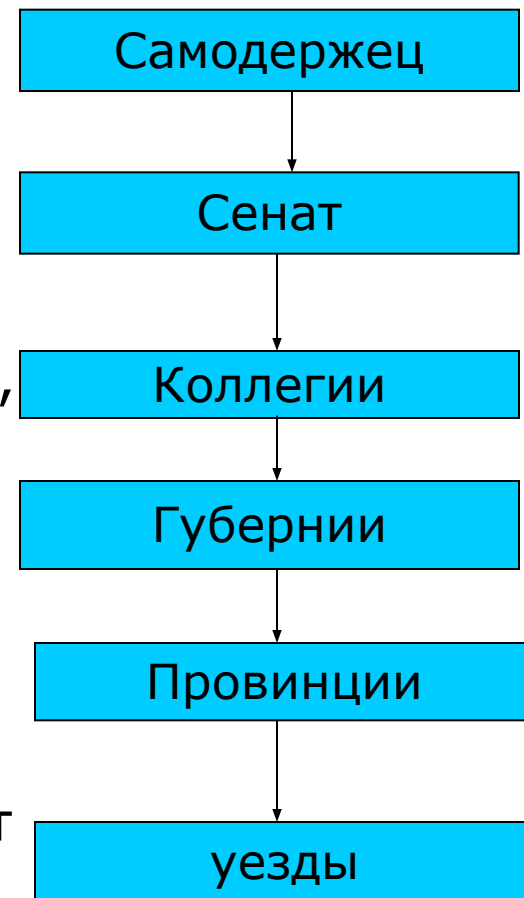 Самодержец
Сенат
,
Коллегии
Губернии
Провинции
т
уезды